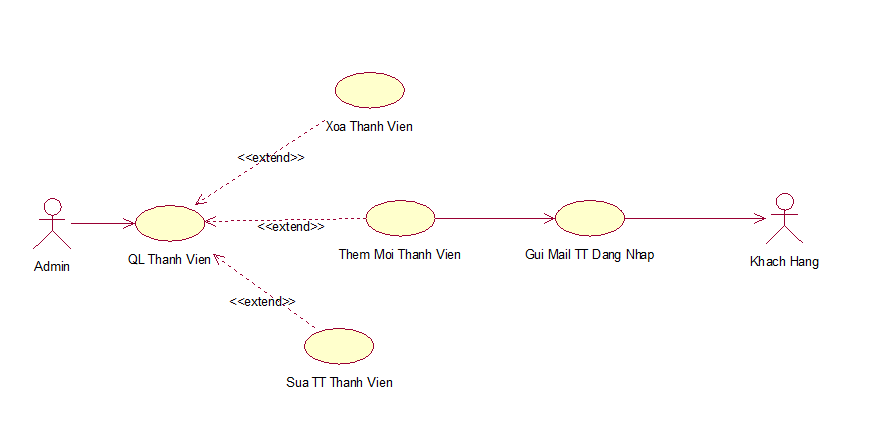 Xoa Thanh Vien
<<extend>>
Admin
QL Thanh Vien
<<extend>>
Them Moi Thanh Vien
Gui Mail TT Dang Nhap
Khach Hang
<<extend>>
Sua TT Thanh Vien